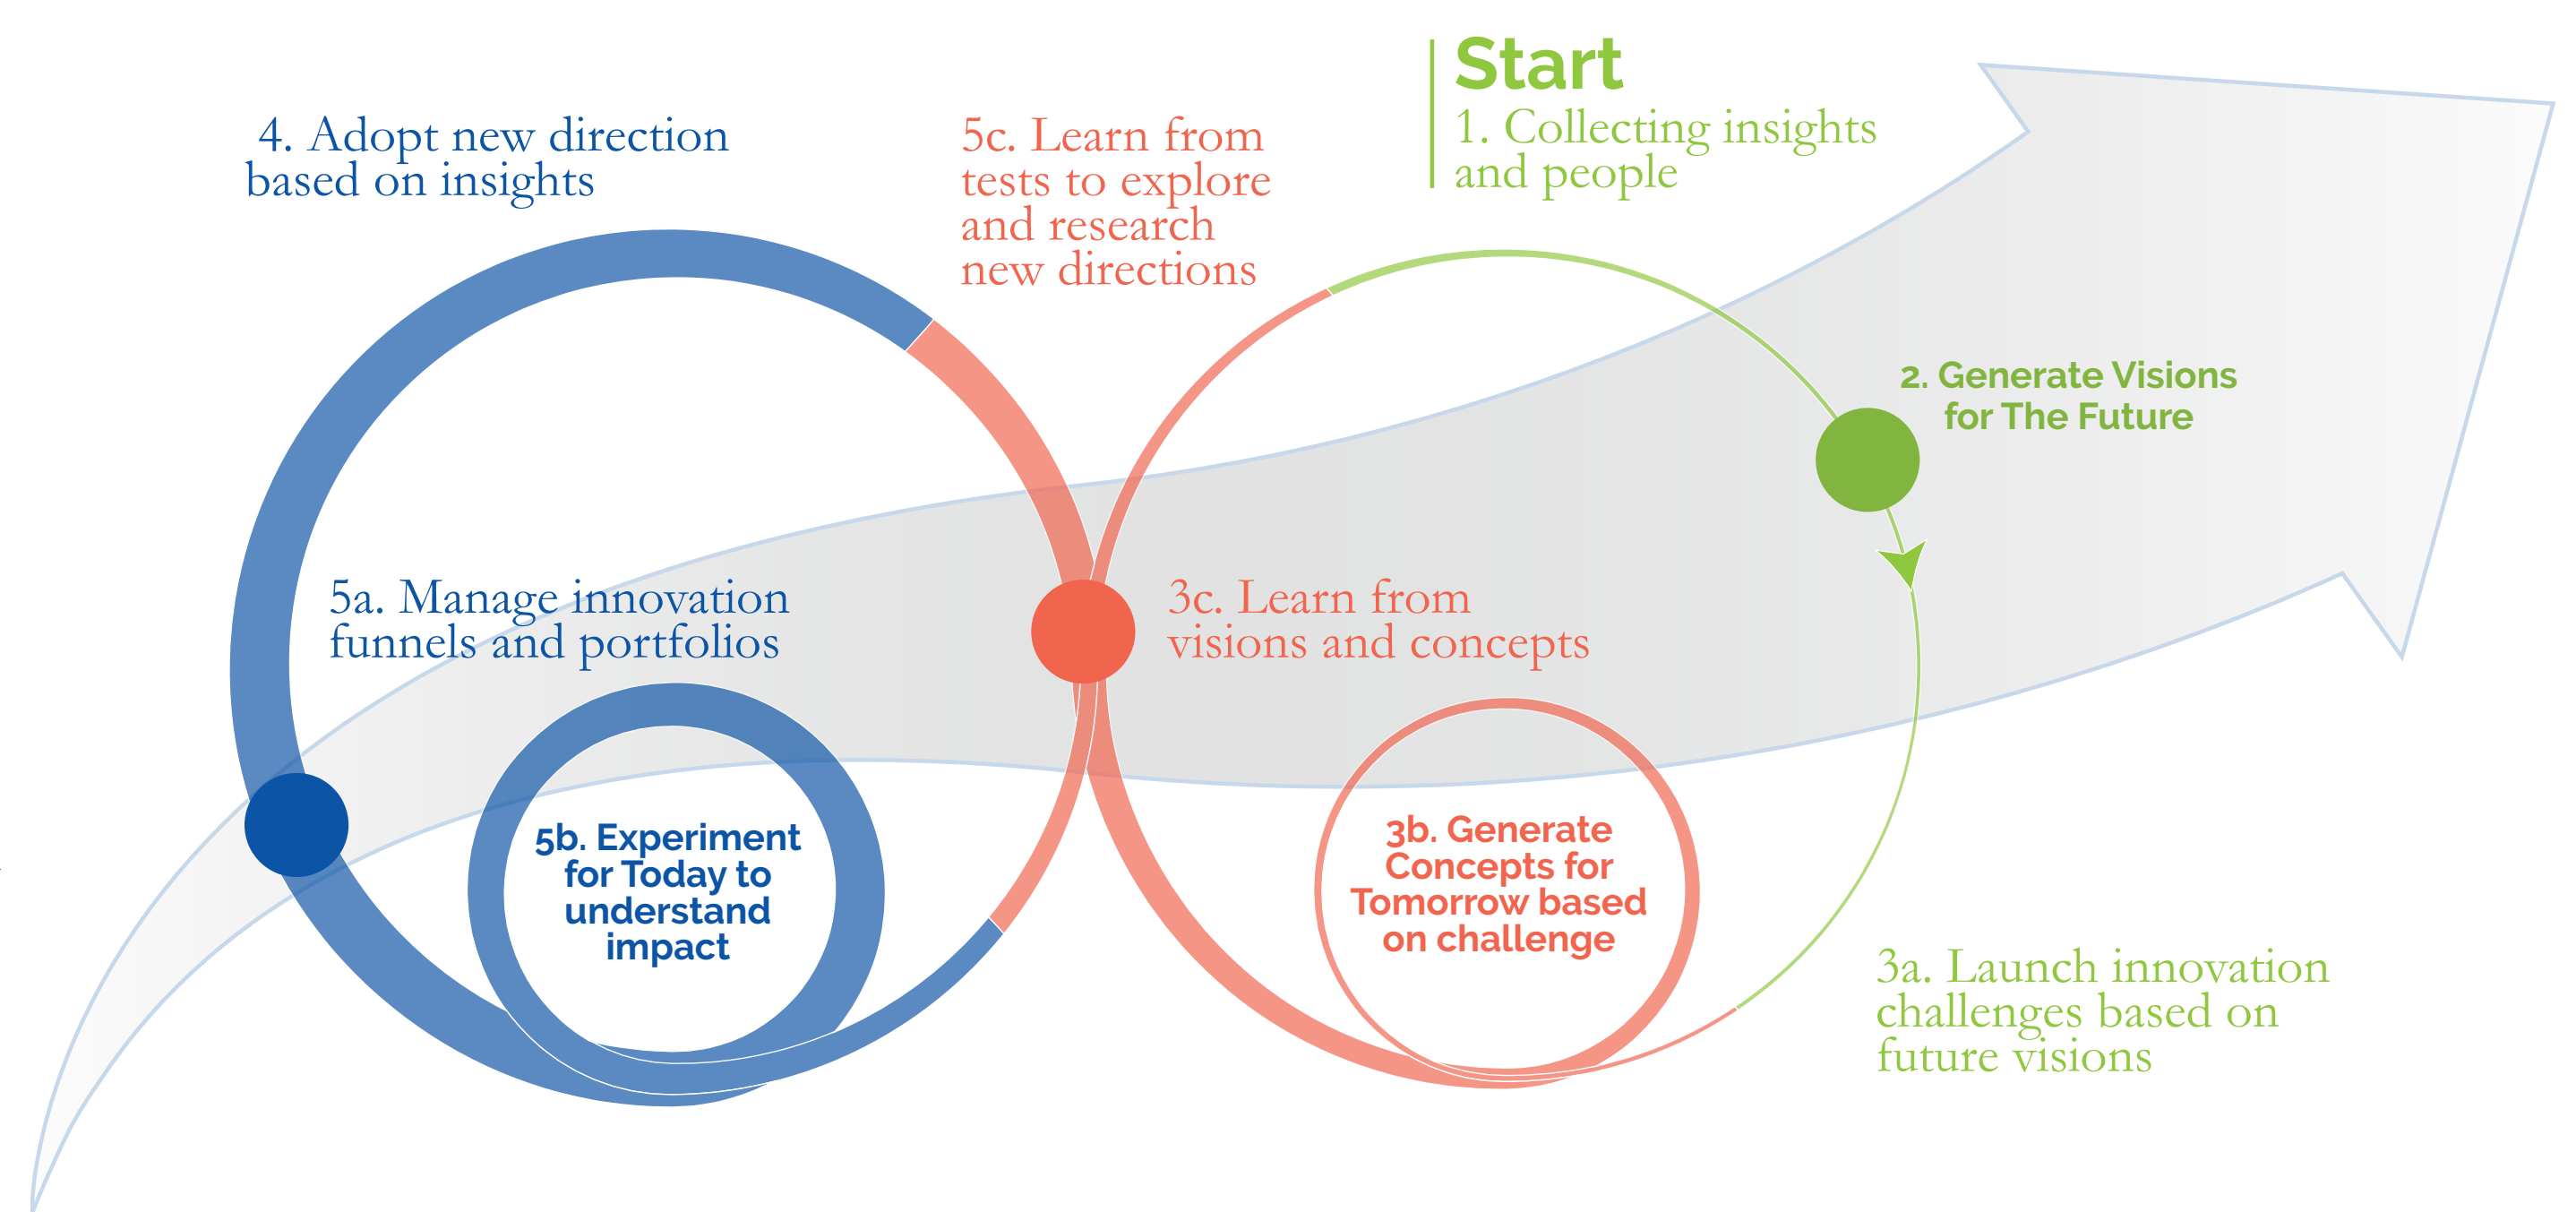 Start
1. Collecting insights
and people
4. Adopt new direction
based on insights
5c. Learn from
tests to explore
and research
new directions
2. Generate Visions
for The Future
5a. Manage innovation
funnels and portfolios
3c. Learn from
visions and concepts
5b. Experiment
for Today to
understand
impact
3b. Generate
Concepts for
Tomorrow based
on challenge
3a. Launch innovation
challenges based on
future visions